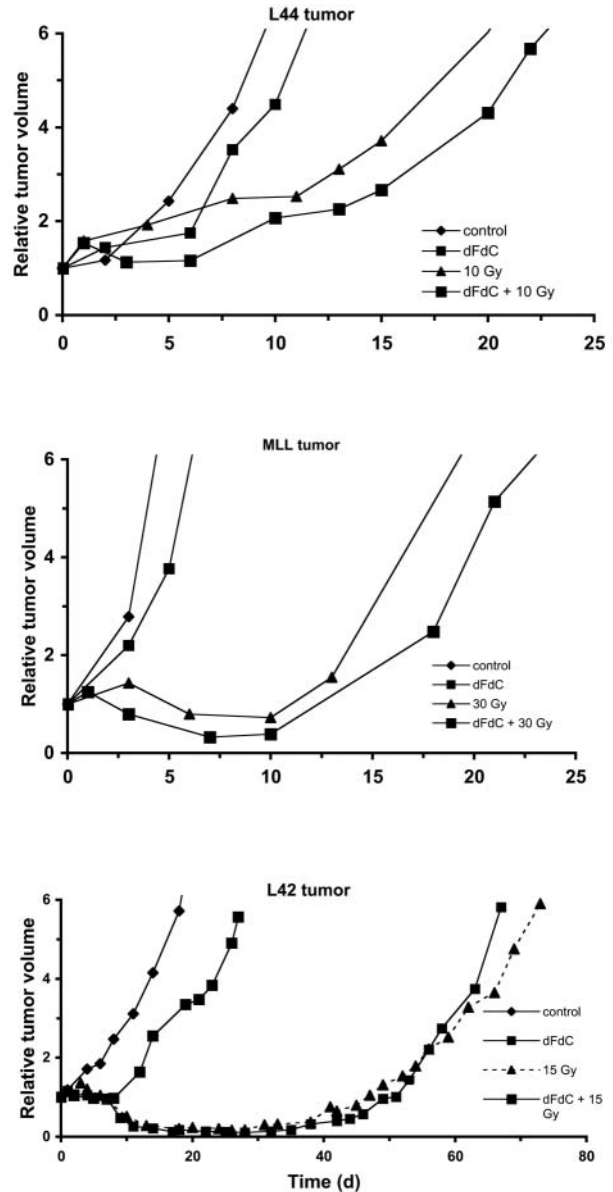 L44 tumor
Relative tumor volume
6
4
2
0
0 5 10 15 20 25
control
dFdC
10 Gy
dFdC + 10 Gy
MLL tumor
Relative tumor volume
6
4
2
0
0 5 10 15 20 25
control
dFdC
30 Gy
dFdC + 30 Gy
L42 tumor
Relative tumor volume
6
4
2
0
0 20 40 60 80
control
dFdC
15 Gy
dFdC + 15
Gy
Time (d)